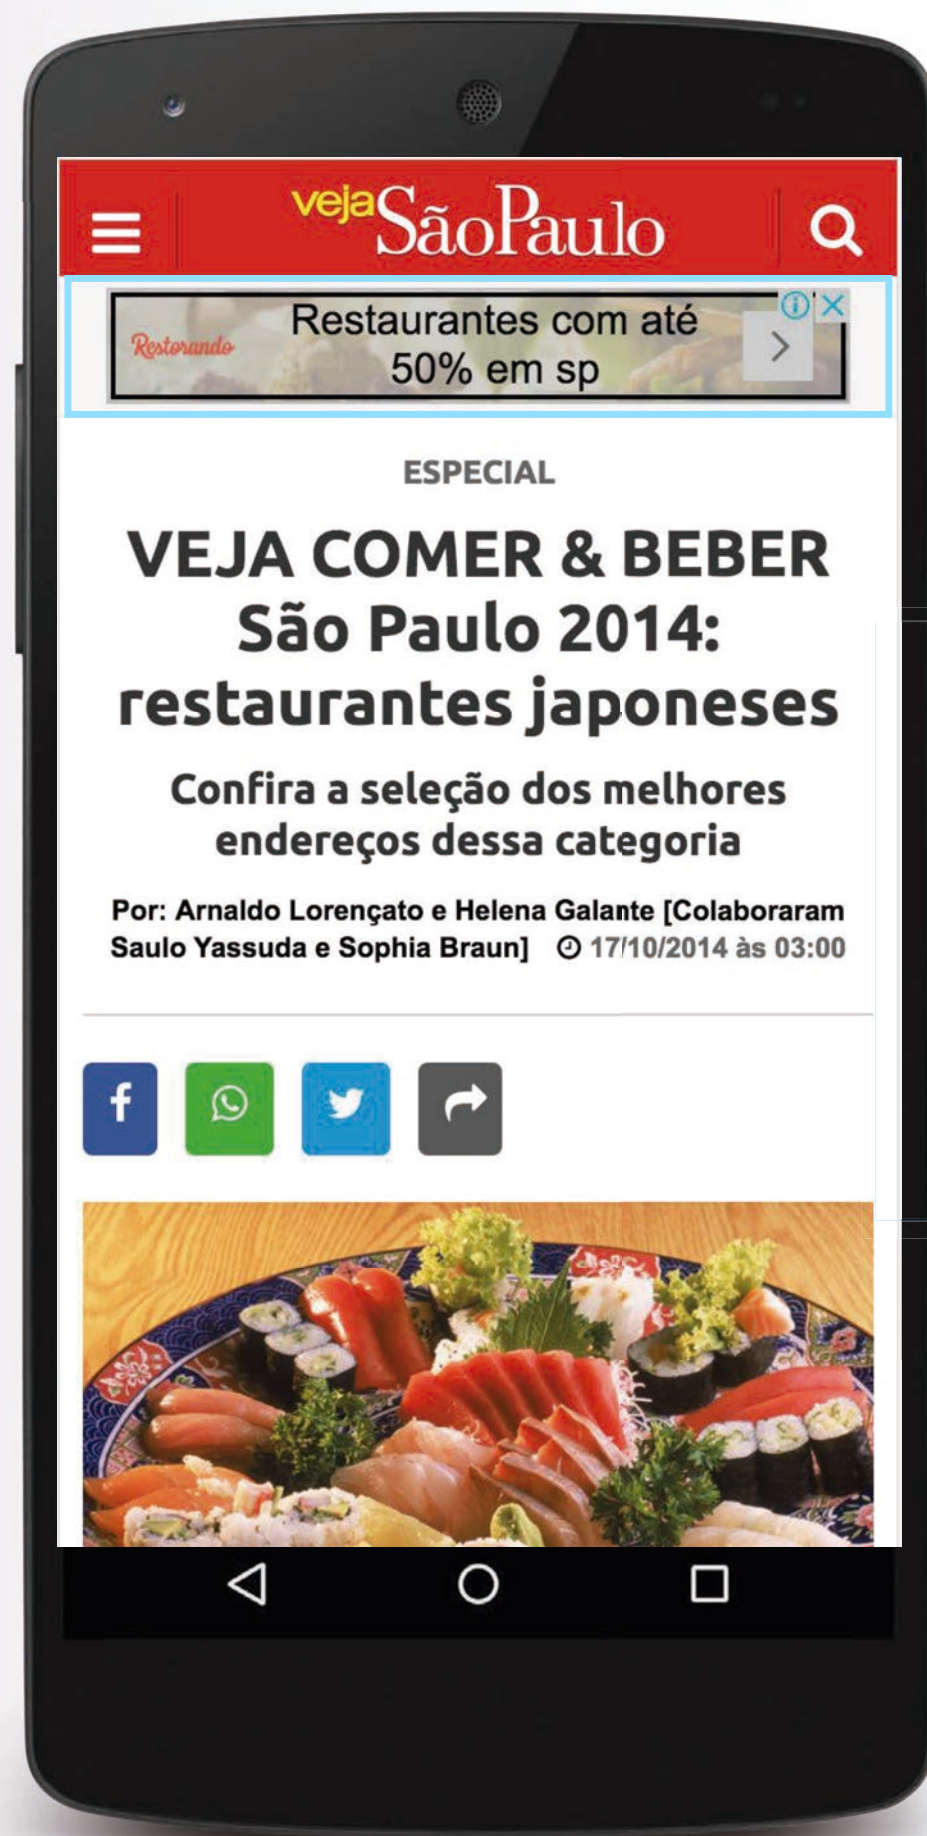 veja SãoPaulo
Restorando
Restaurantes com até
50% em sp
ESPECIAL
VEJA COMER & BEBER
São Paulo 2014:
restaurantes japoneses
Confira a seleção dos melhores
endereços dessa categoria
Por: Arnaldo Lorençato e Helena Galante [Colaboraram
Saulo Yassuda e Sophia Braun] 17/10/2014 às 03:00